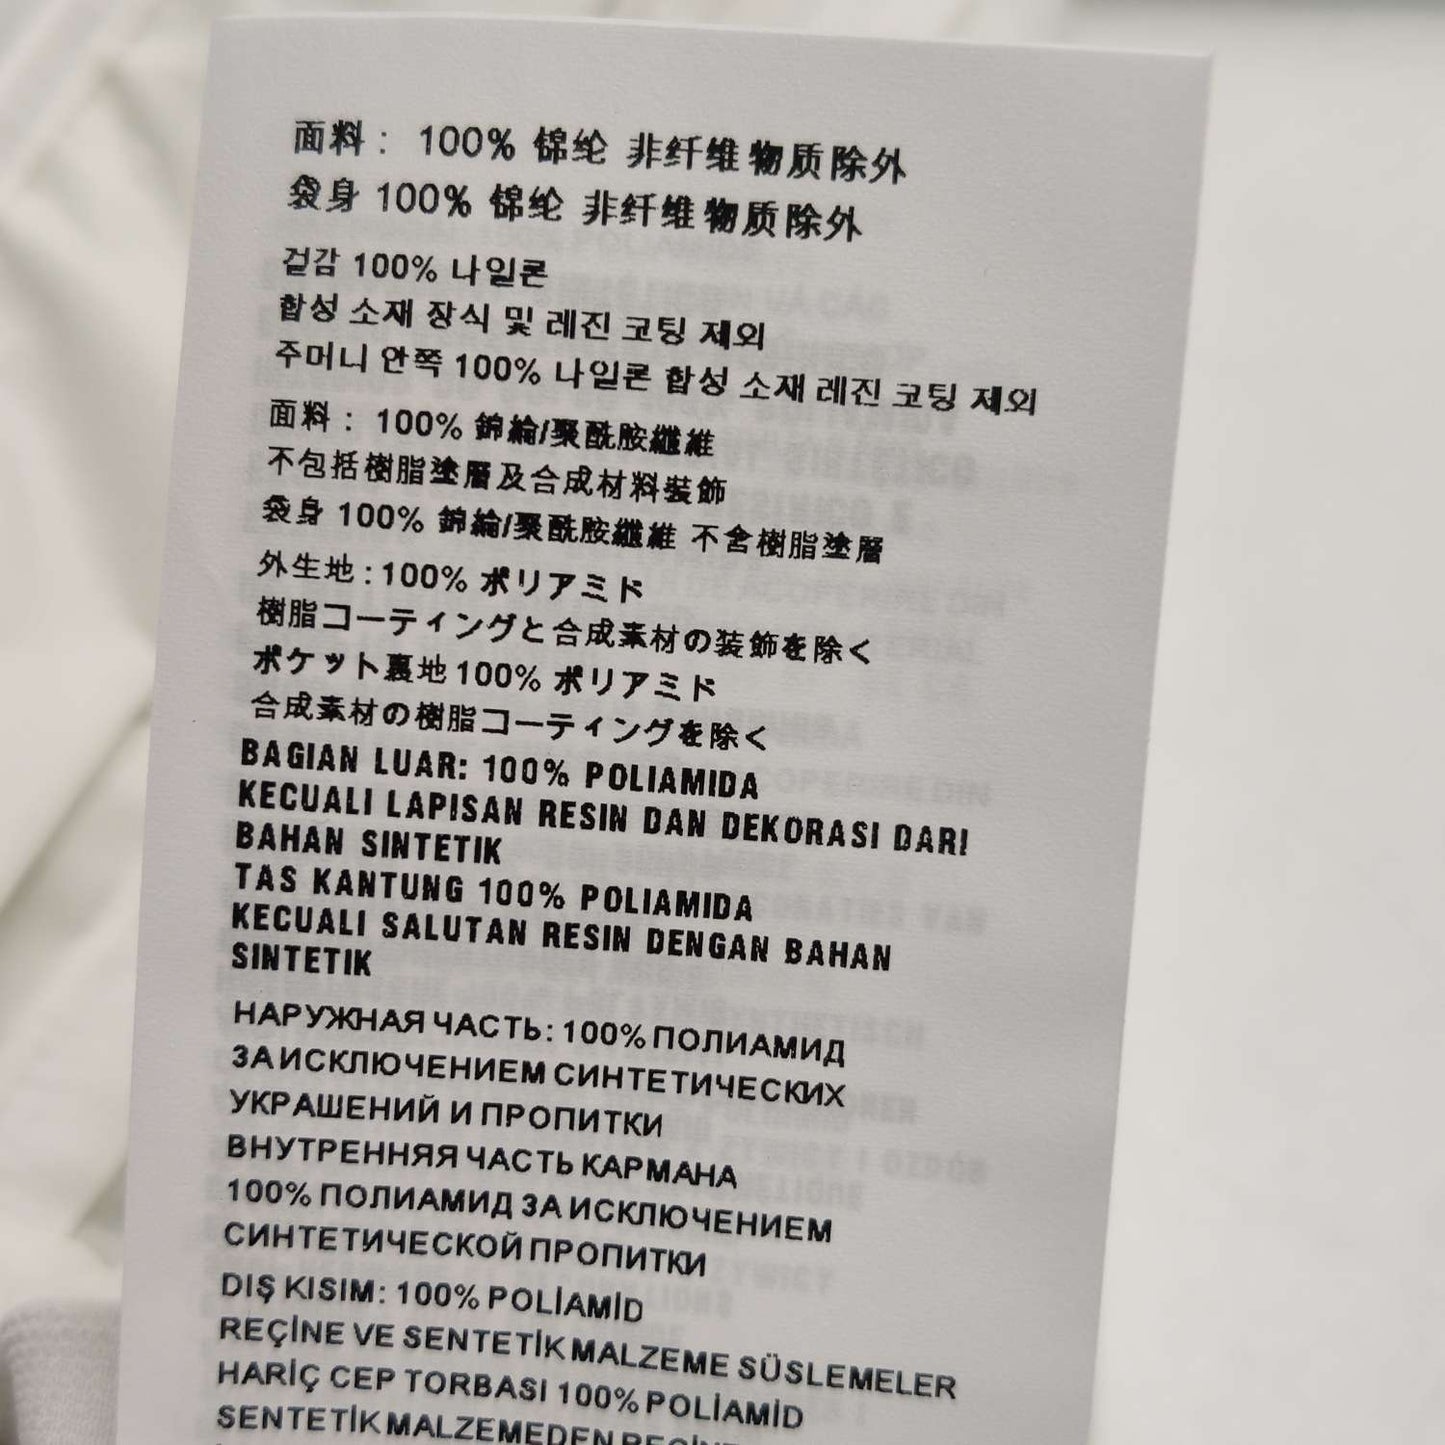 面料： 100% 锦纶 非纤维物质除外
袋身 100% 锦纶 非纤维物质除外
겉감 100% 나일론
합성 소재 장식 및 레진 코팅 제외
주머니 안쪽 100% 나일론 합성 소재 레진 코팅 제외
面料： 100% 錦綸/聚酰胺纖維
不包括樹脂塗層及合成材料裝飾
袋身 100% 錦綸/聚酰胺纖維 不含樹脂塗層
外生地:100% ポリアミド
樹脂コーティングと合成素材の装飾を除く
ポケット裏地100% ポリアミド
合成素材の樹脂コーティングを除く
BAGIAN LUAR: 100% POLIAMIDA
KECUALI LAPISAN RESIN DAN DEKORASI DARI
BAHAN SINTETIK
TAS KANTUNG 100% POLIAMIDA
KECUALI SALUTAN RESIN DENGAN BAHAN
SINTETIK
НАРУЖНАЯ ЧАСТЬ: 100% ПОЛИАМИД
ЗА ИСКЛЮЧЕНИЕМ СИНТЕТИЧЕСКИХ
УКРАШЕНИЙ И ПРОПИТКИ
ВНУТРЕННЯЯ ЧАСТЬ КАРМАНА
100% ПОЛИАМИД ЗА ИСКЛЮЧЕНИЕМ
СИНТЕТИЧЕСКОЙ ПРОПИТКИ
DIŞ KISIM: 100% POLİAMİD
REÇİNE VE SENTETİK MALZEME SÜSLEMELER
HARİÇ CEP TORBASI 100% POLİAMİD
SENTETİK MALZEMEDEN